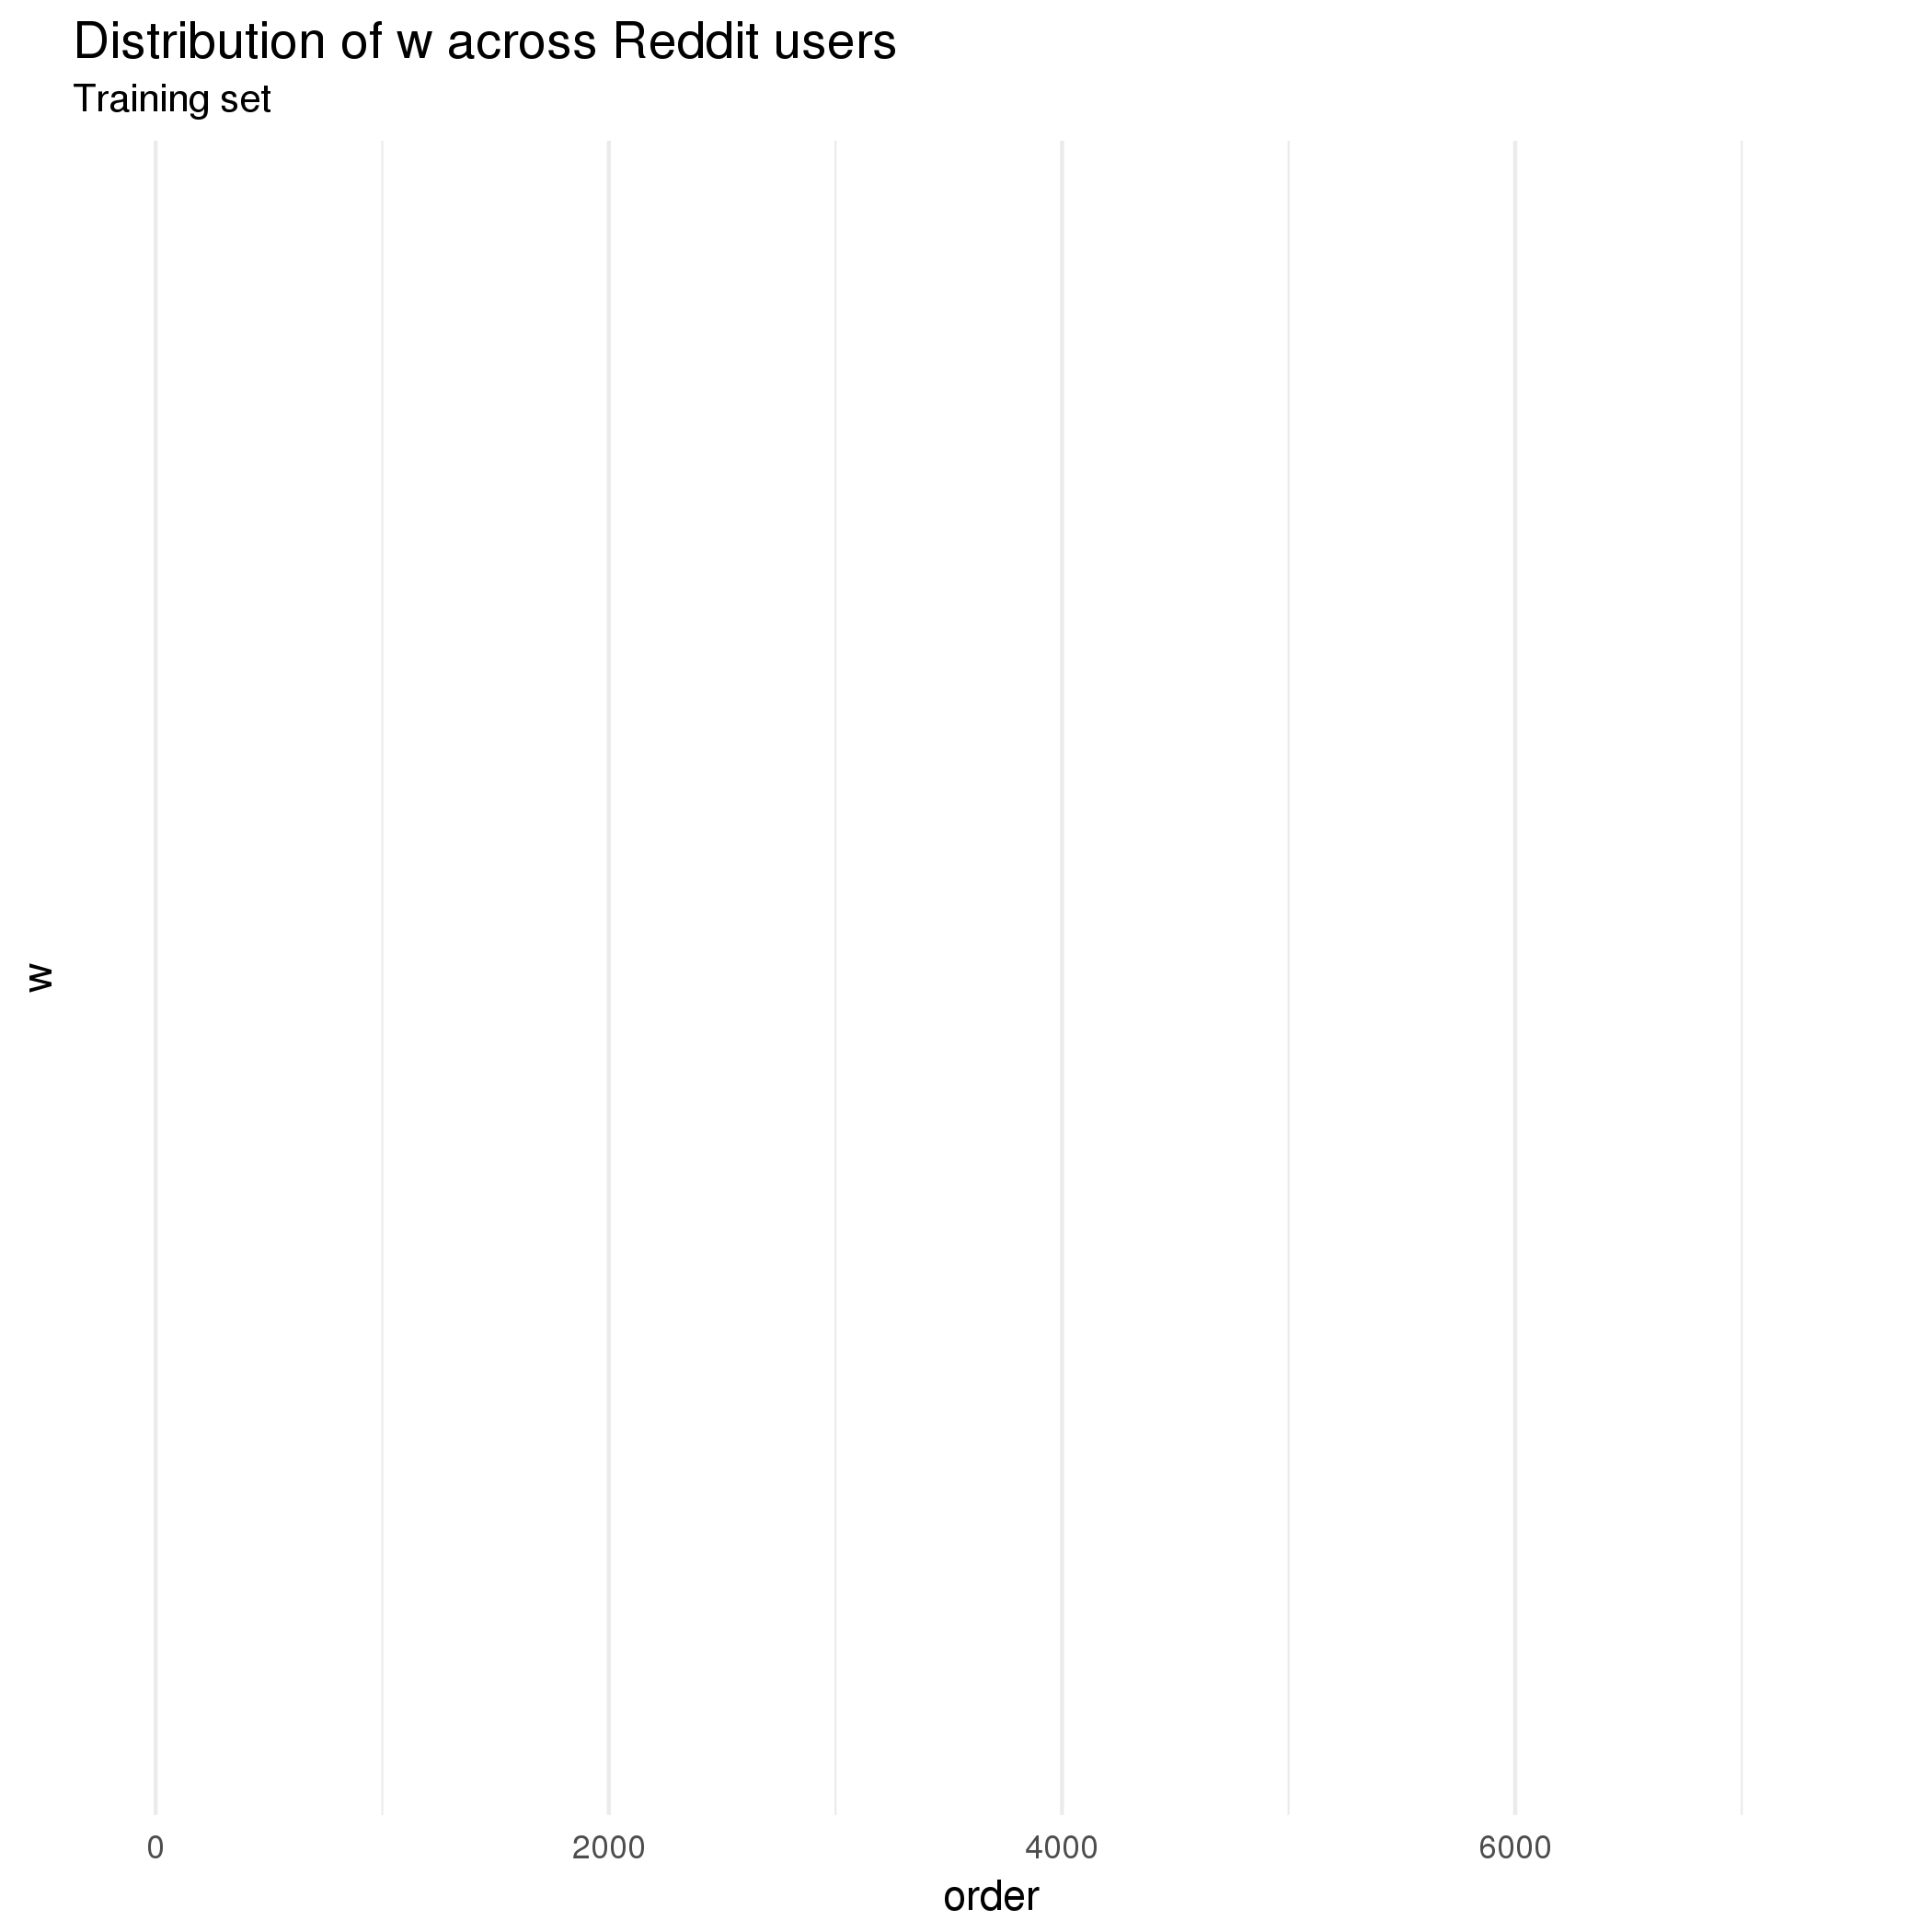 Distribution of w across Reddit users
Training set
w
0 2000 4000 6000
order